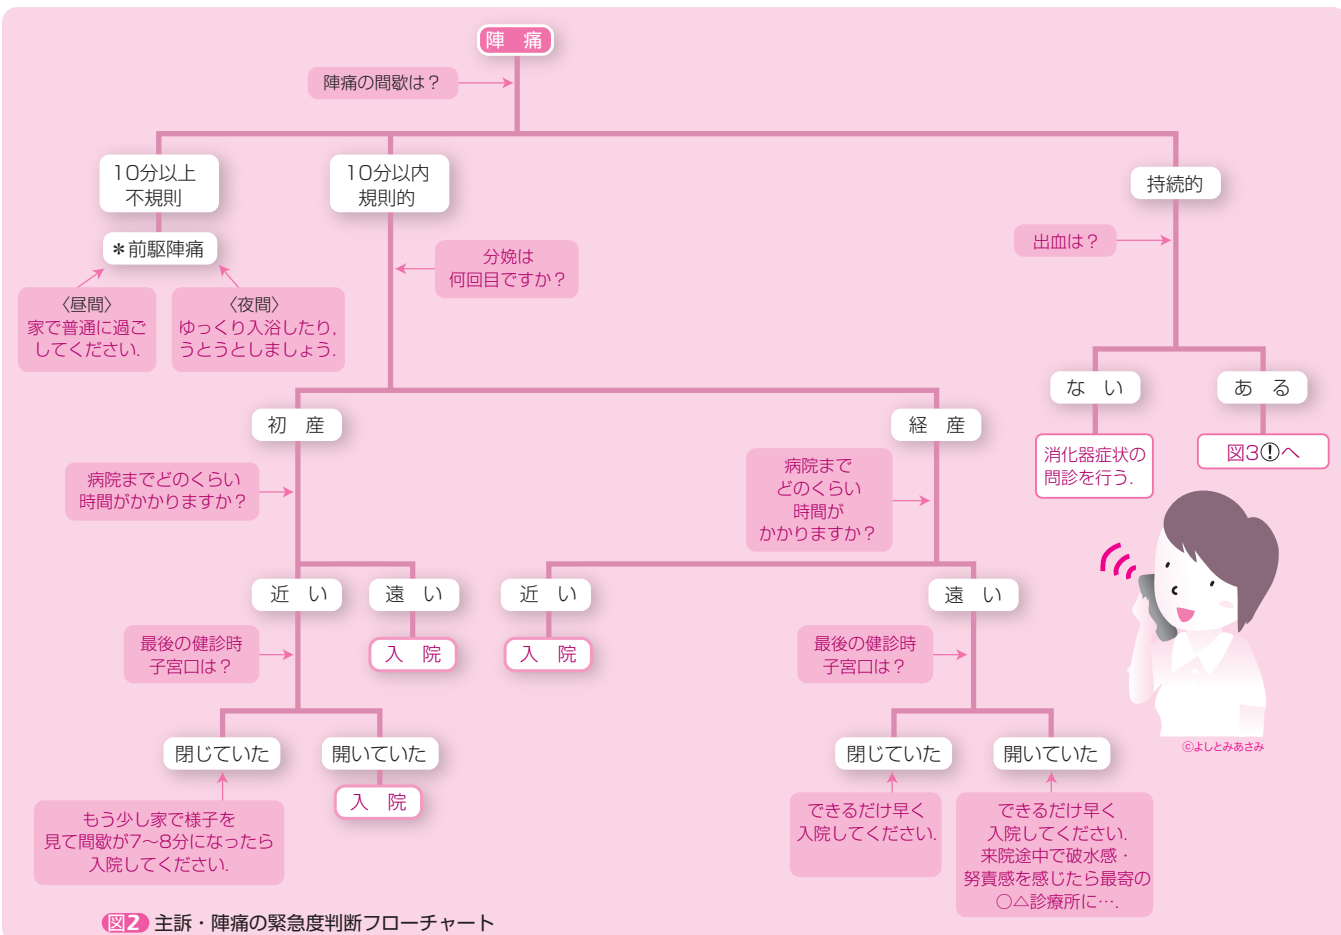 陣　痛
陣痛の間歇は？
10分以上
不規則
10分以内
規則的
持続的
＊前駆陣痛
出血は？
分娩は
何回目ですか？
〈昼間〉
家で普通に過ご
してください.
〈夜間〉
ゆっくり入浴したり,
うとうとしましょう.
な　い
あ　る
初　産
経　産
消化器症状の
問診を行う.
図3!へ
病院までどのくらい
時間がかかりますか？
病院まで
どのくらい
時間が
かかりますか？
近　い
遠　い
近　い
遠　い
最後の健診時
子宮口は？
入　院
入　院
最後の健診時
子宮口は？
閉じていた
開いていた
閉じていた
開いていた
©よしとみあさみ
入　院
もう少し家で様子を
見て間歇が7〜8分になったら
入院してください.
できるだけ早く
入院してください.
できるだけ早く
入院してください.
来院途中で破水感・
努責感を感じたら最寄の
○△診療所に….
図2 主訴・陣痛の緊急度判断フローチャート